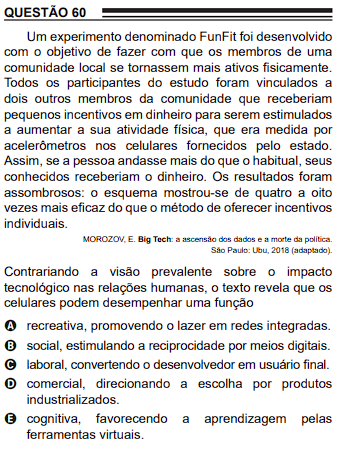 QUESTÃO 60
Um experimento denominado FunFit foi desenvolvido
com o objetivo de fazer com que os membros de uma
comunidade local se tornassem mais ativos fisicamente.
Todos os participantes do estudo foram vinculados a
dois outros membros da comunidade que receberiam
pequenos incentivos em dinheiro para serem estimulados
a aumentar a sua atividade física, que era medida por
acelerômetros nos celulares fornecidos pelo estado.
Assim, se a pessoa andasse mais do que o habitual, seus
conhecidos receberiam o dinheiro. Os resultados foram
assombrosos: o esquema mostrou-se de quatro a oito
vezes mais eficaz do que o método de oferecer incentivos
individuais.
MOROZOV, E. Big Tech: a ascensão dos dados e a morte da política.
São Paulo: Ubu, 2018 (adaptado).
Contrariando a visão prevalente sobre o impacto
tecnológico nas relações humanas, o texto revela que os
celulares podem desempenhar uma função
A recreativa, promovendo o lazer em redes integradas.
B social, estimulando a reciprocidade por meios digitais.
C laboral, convertendo o desenvolvedor em usuário final.
D comercial, direcionando a escolha por produtos
industrializados.
E cognitiva, favorecendo a aprendizagem pelas
ferramentas virtuais.